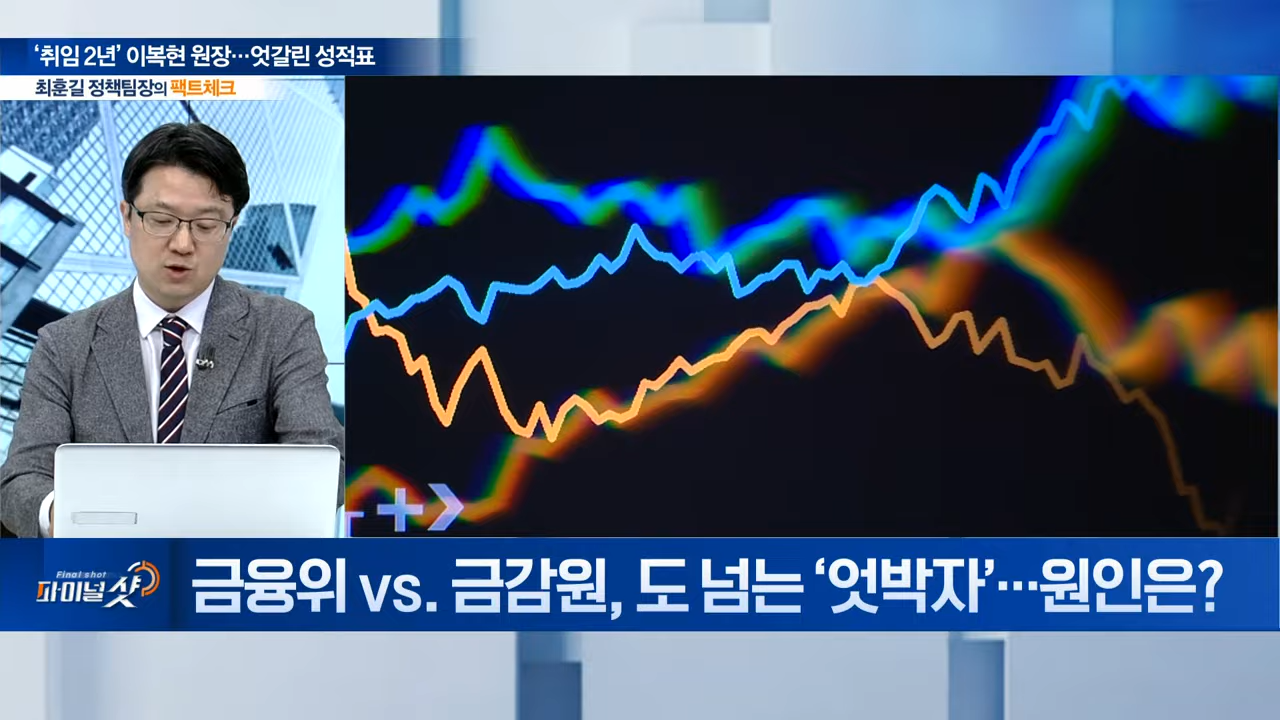 ‘취임 2년’ 이복현 원장…엇갈린 성적표
최훈길 정책팀장의 팩트체크
Final shot
파이널 샷
금융위 vs. 금감원, 도 넘는 ‘엇박자’…원인은?